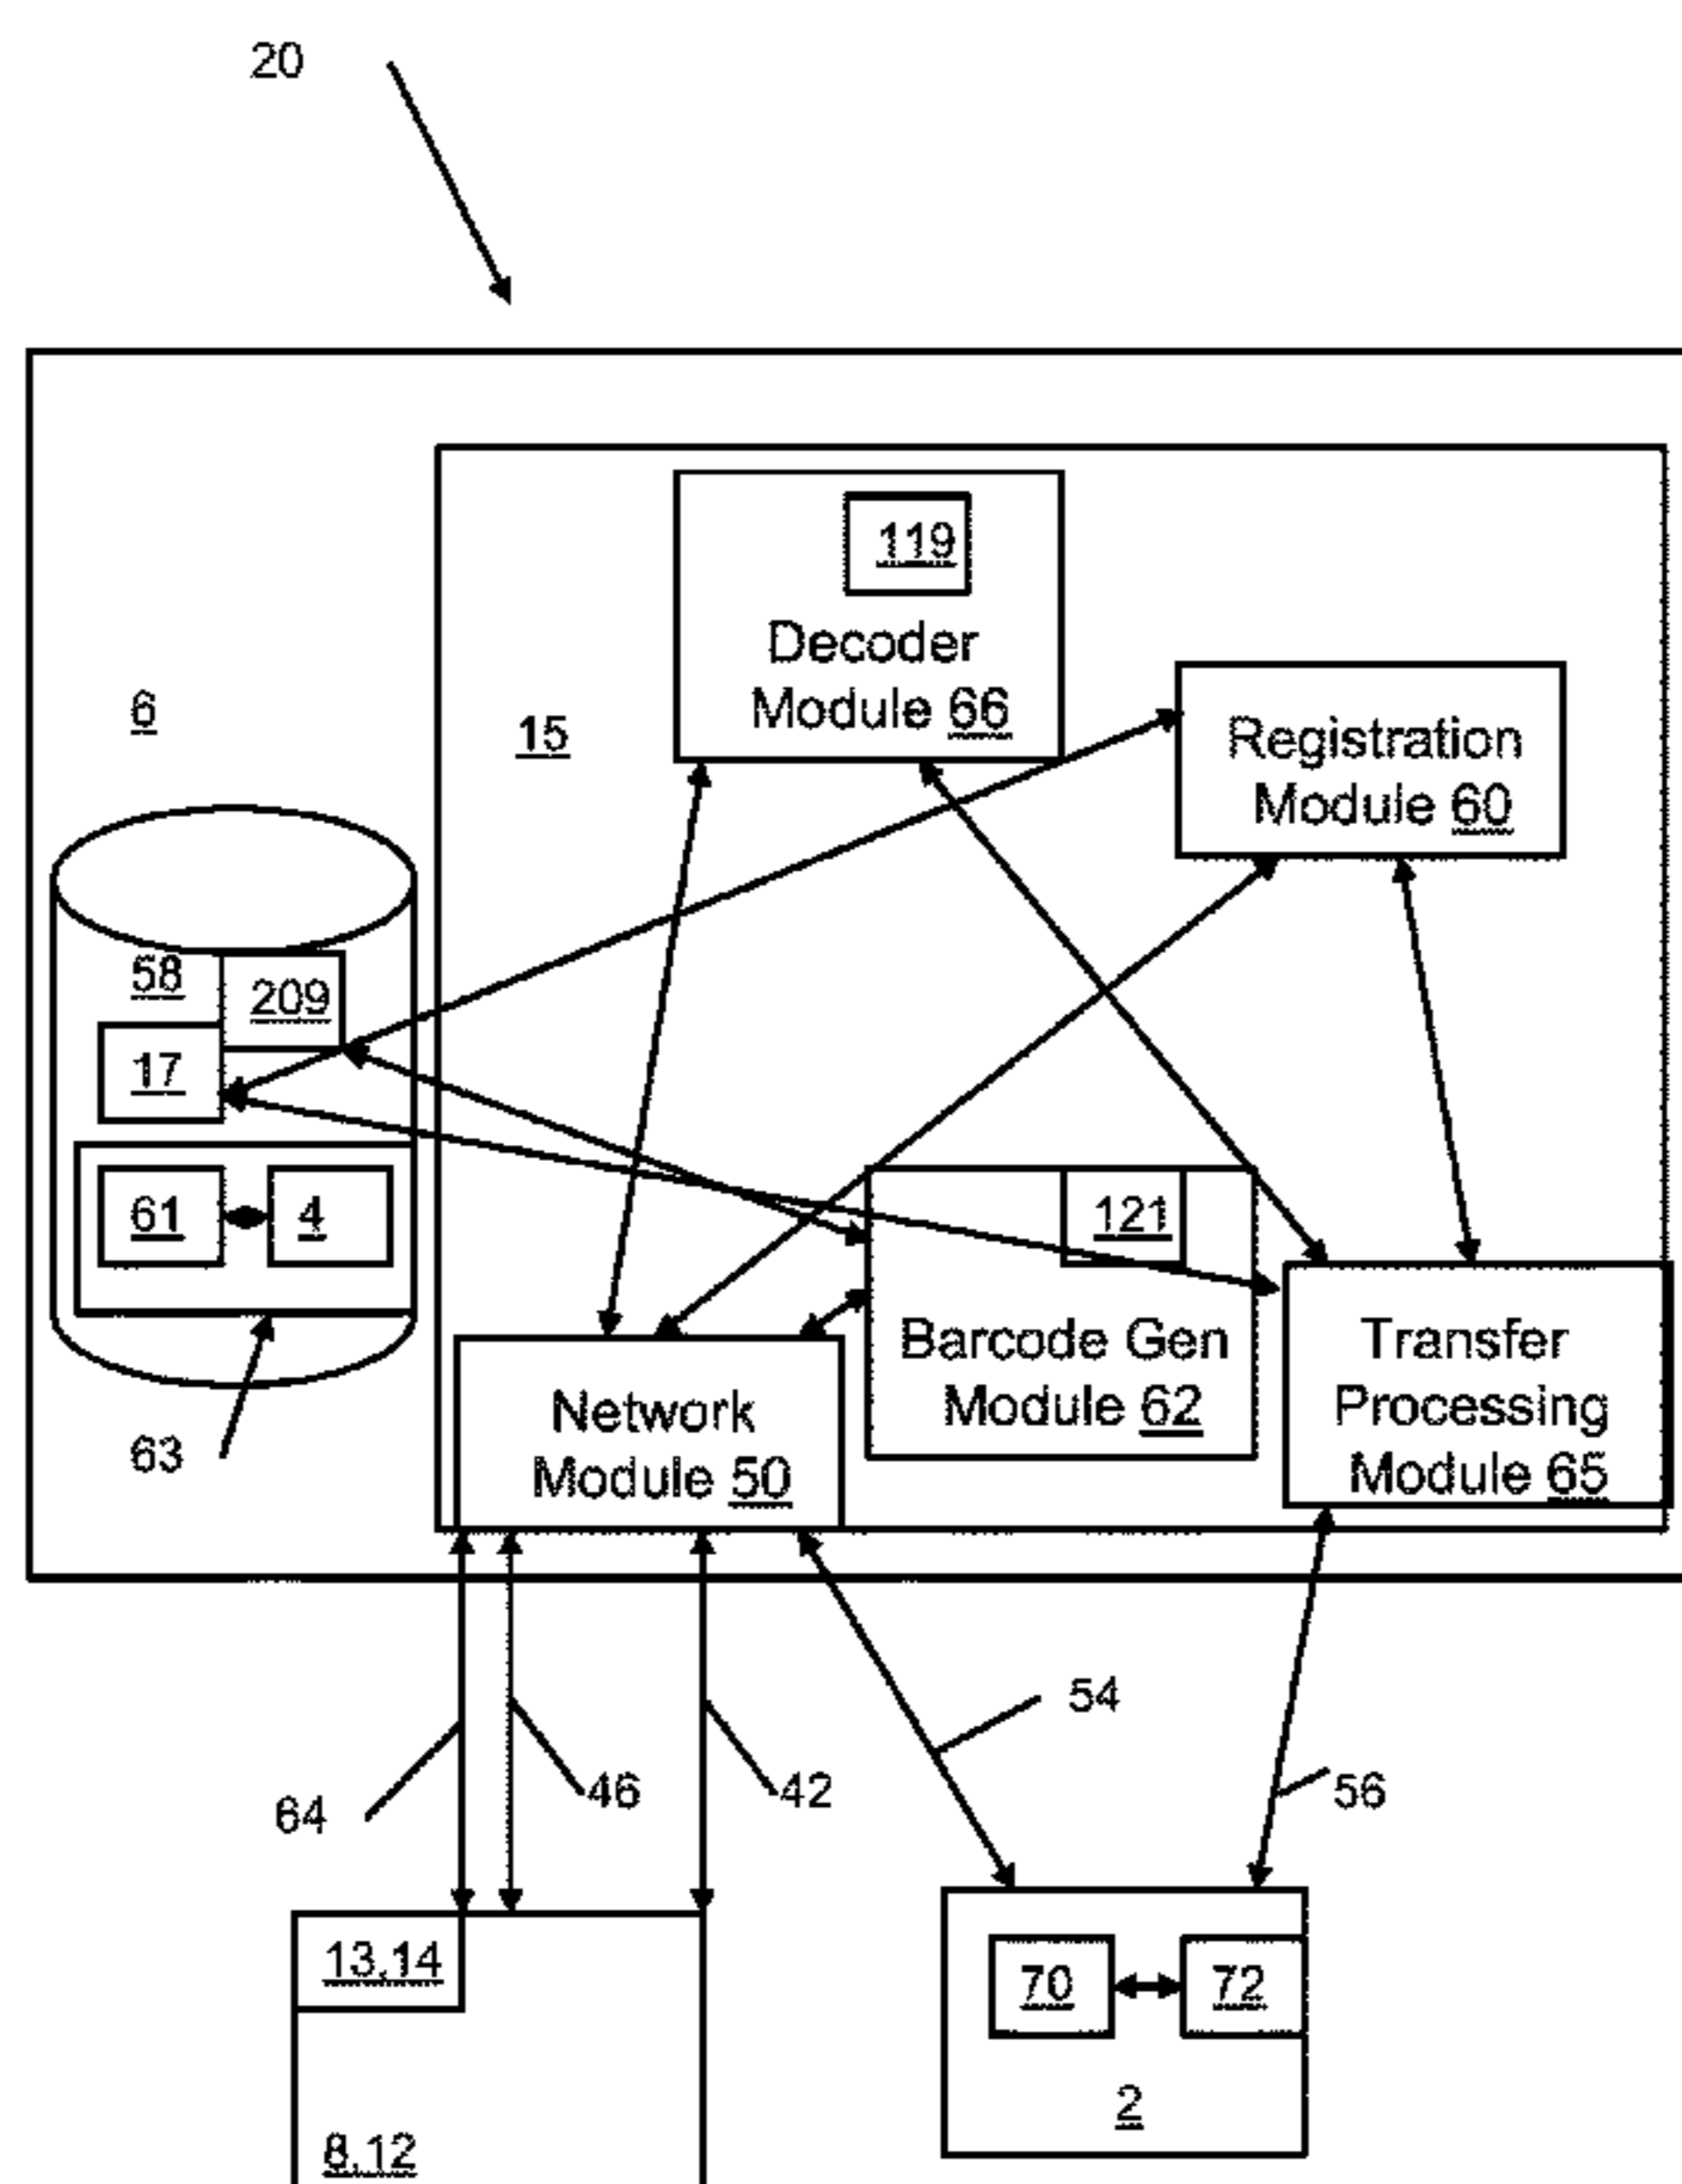 20
119
Decoder
Module 66
6
15
Registration
Module 60
58
209
17
61
4
121
Barcode Gen
Module 62
Transfer
Processing
Module 65
Network
Module 50
63
54
64
46
42
56
13,14
70
72
2
8,12